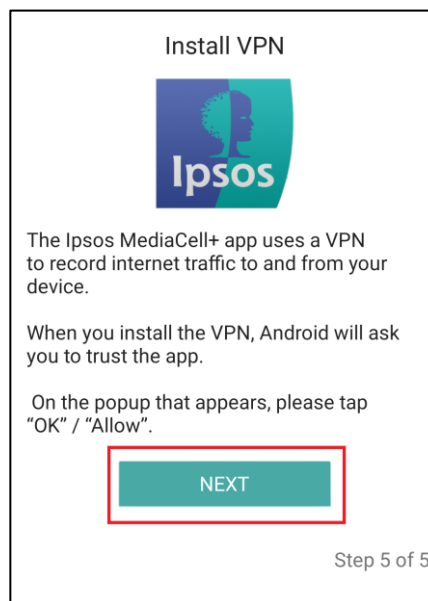 Install VPN
Ipsos
The Ipsos MediaCell+ app uses a VPN
to record internet traffic to and from your
device.
When you install the VPN, Android will ask
you to trust the app.
On the popup that appears, please tap
“OK” / “Allow”.
NEXT
Step 5 of 5